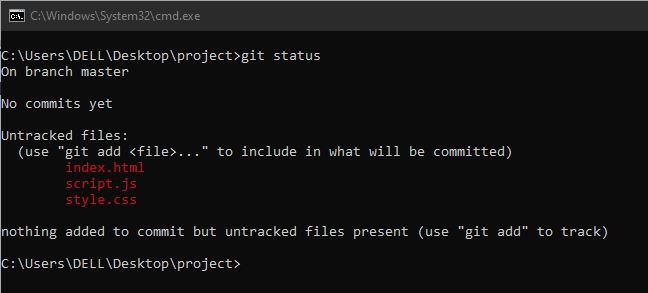 C:\Windows\System32\cmd.exe
C:\Users\DELL\Desktop\project>git status
On branch master
No commits yet
Untracked files:
  (use "git add <file>..." to include in what will be committed)
        index.html
        script.js
        style.css
nothing added to commit but untracked files present (use "git add" to track)
C:\Users\DELL\Desktop\project>